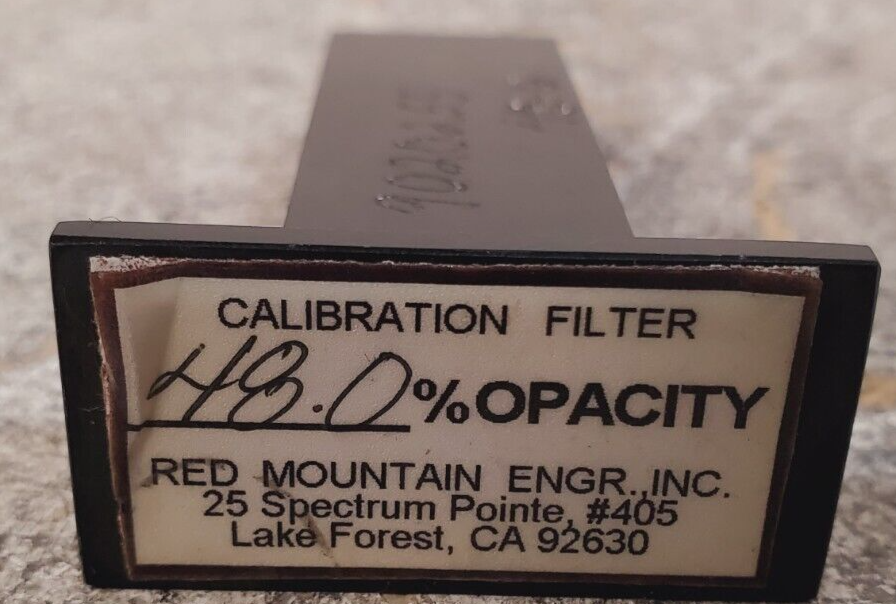 CALIBRATION FILTER
48.0 %OPACITY
RED MOUNTAIN ENGR.,INC.
25 Spectrum Pointe, #405
Lake Forest, CA 92630